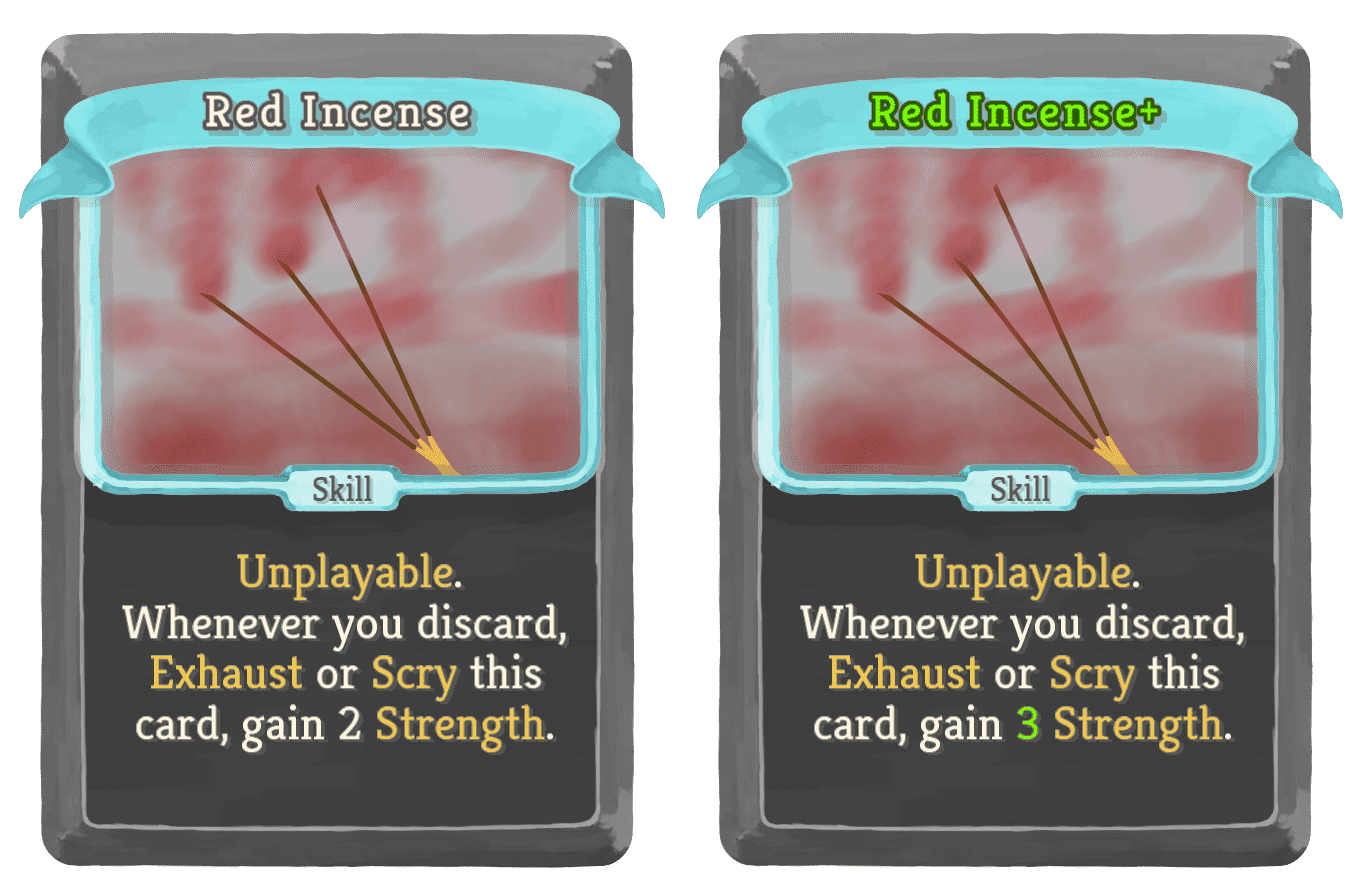 Red Incense
Skill
Unplayable.
Whenever you discard,
Exhaust or Scry this
card, gain 2 Strength.
Red Incense+
Skill
Unplayable.
Whenever you discard,
Exhaust or Scry this
card, gain 3 Strength.